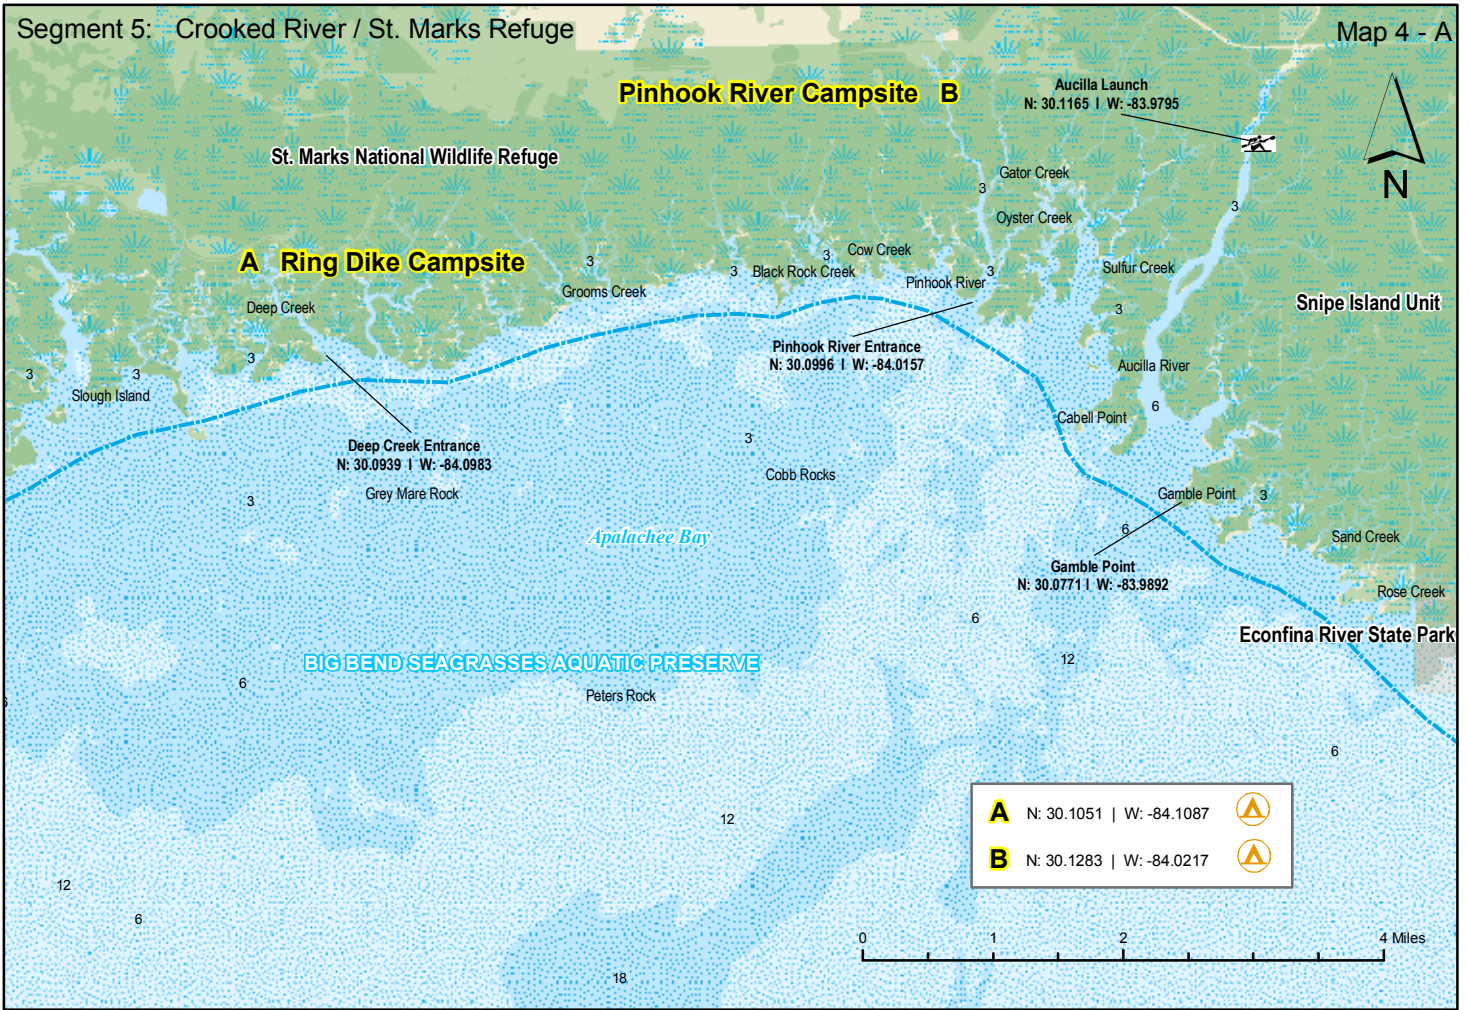 Segment 5: Crooked River / St. Marks Refuge
Map 4 - A
Pinhook River Campsite B
Aucilla Launch
N: 30.1165 I W: -83.9795
N
St. Marks National Wildlife Refuge
Gator Creek
3
3
Oyster Creek
A Ring Dike Campsite
3
3
3
Cow Creek
Black Rock Creek
3
Sulfur Creek
Grooms Creek
Pinhook River
Deep Creek
3
Snipe Island Unit
Pinhook River Entrance
N: 30.0996 I W: -84.0157
3
3
3
Aucilla River
Slough Island
6
Cabell Point
Deep Creek Entrance
N: 30.0939 I W: -84.0983
3
Cobb Rocks
Grey Mare Rock
3
Gamble Point
3
6
Apalachee Bay
Sand Creek
Gamble Point
N: 30.0771 I W: -83.9892
Rose Creek
6
Econfina River State Park
12
BIG BEND SEAGRASSES AQUATIC PRESERVE
6
Peters Rock
6
6
A N: 30.1051 | W: -84.1087
B N: 30.1283 | W: -84.0217
12
12
6
0 1 2 4 Miles
18